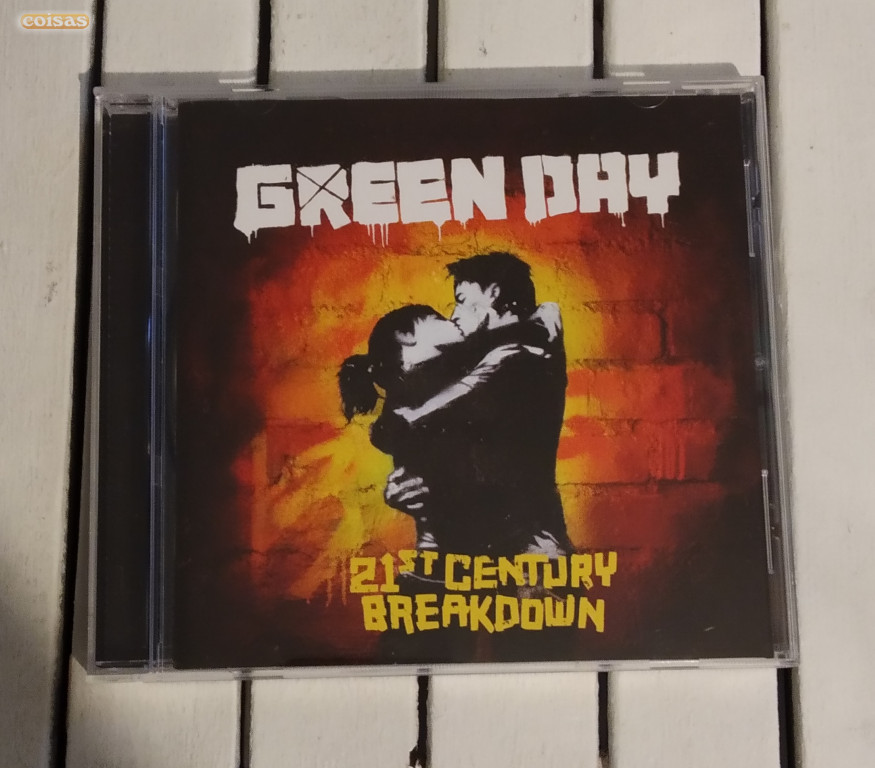 coisas
GREEN DAY
21ST CENTURY
BREAKDOWN